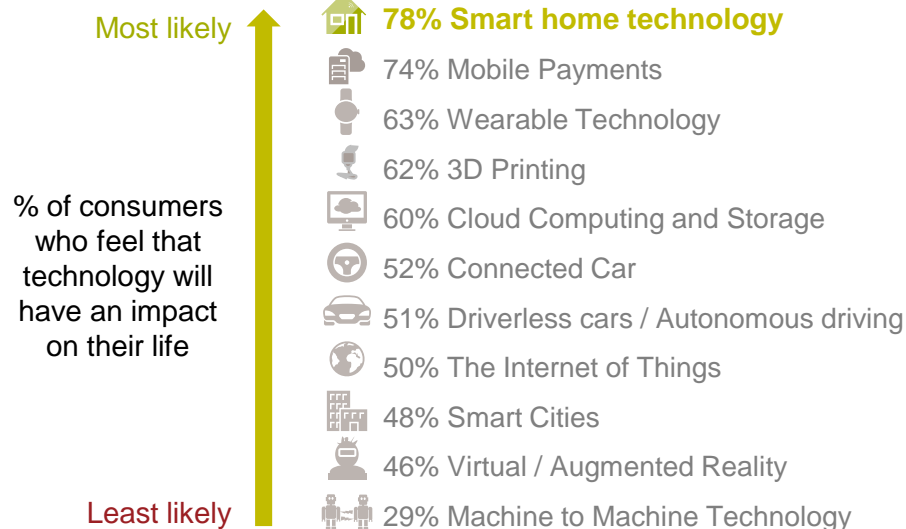 Most likely
78% Smart home technology
74% Mobile Payments
63% Wearable Technology
62% 3D Printing
% of consumers
who feel that
technology will
have an impact
on their life
60% Cloud Computing and Storage
52% Connected Car
51% Driverless cars / Autonomous driving
50% The Internet of Things
48% Smart Cities
46% Virtual / Augmented Reality
Least likely
29% Machine to Machine Technology